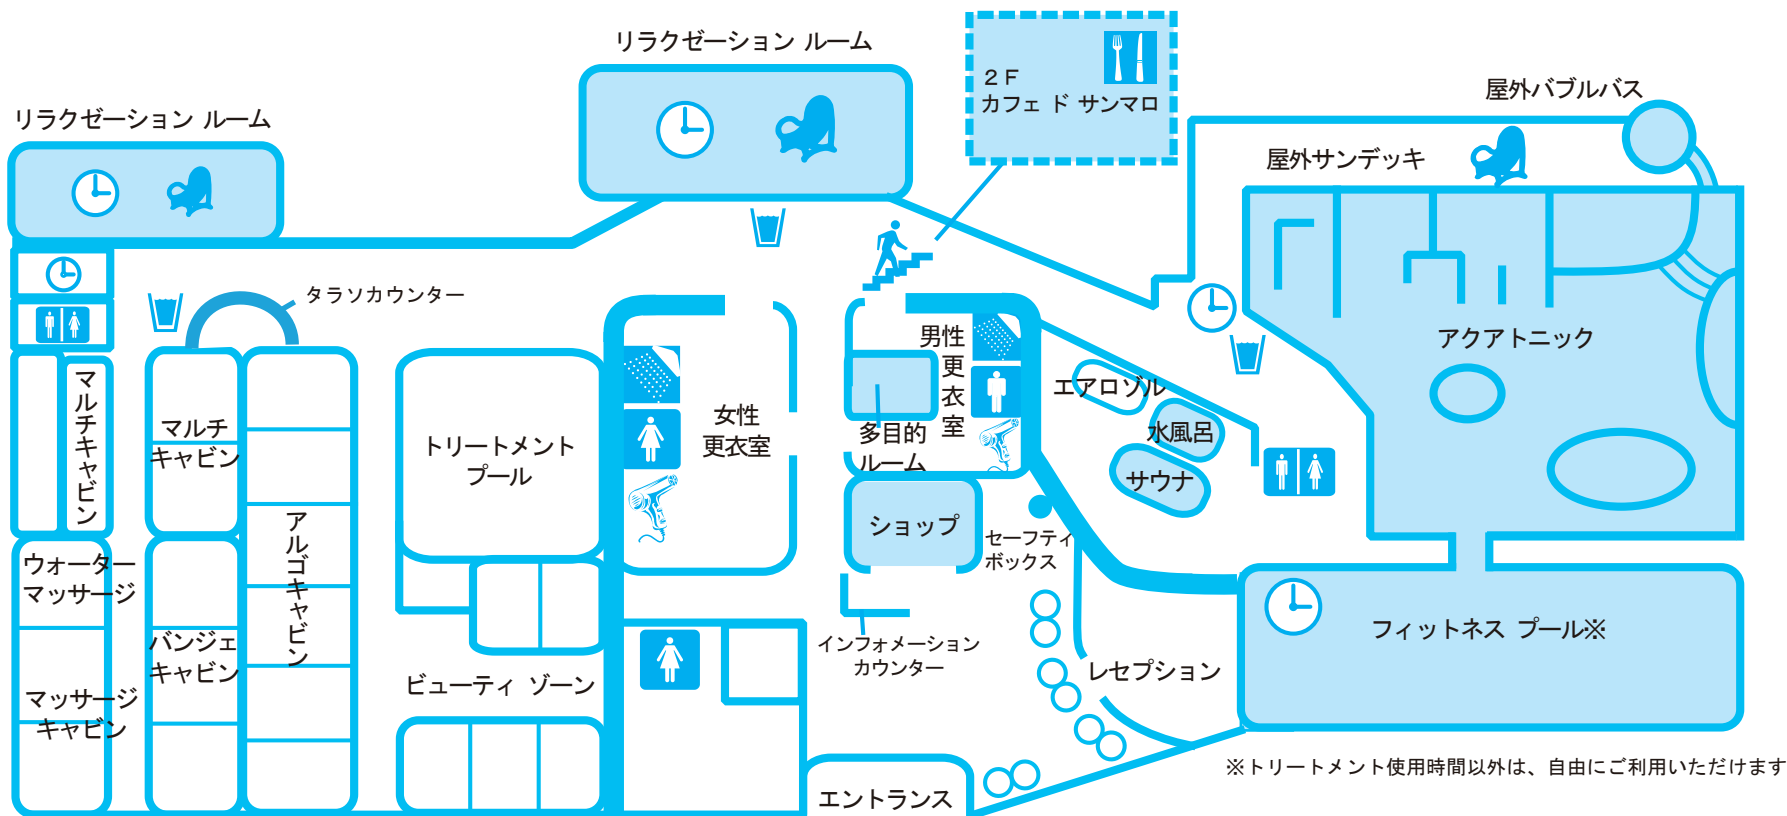 リラクゼーション ルーム
リラクゼーション ルーム
2F
カフェ ド サンマロ
屋外バブルバス
屋外サンデッキ
タラソカウンター
アクアトニック
マルチキャビン
マルチ
キャビン
トリートメント
プール
女性
更衣室
男性
更
衣
室
多目的
ルーム
エアロゾル
水風呂
サウナ
ショップ
セーフティ
ボックス
アルゴキャビン
ウォーター
マッサージ
バンジェ
キャビン
マッサージ
キャビン
ビューティ ゾーン
インフォメーション
カウンター
レセプション
フィットネス プール※
エントランス
※トリートメント使用時間以外は、自由にご利用いただけます